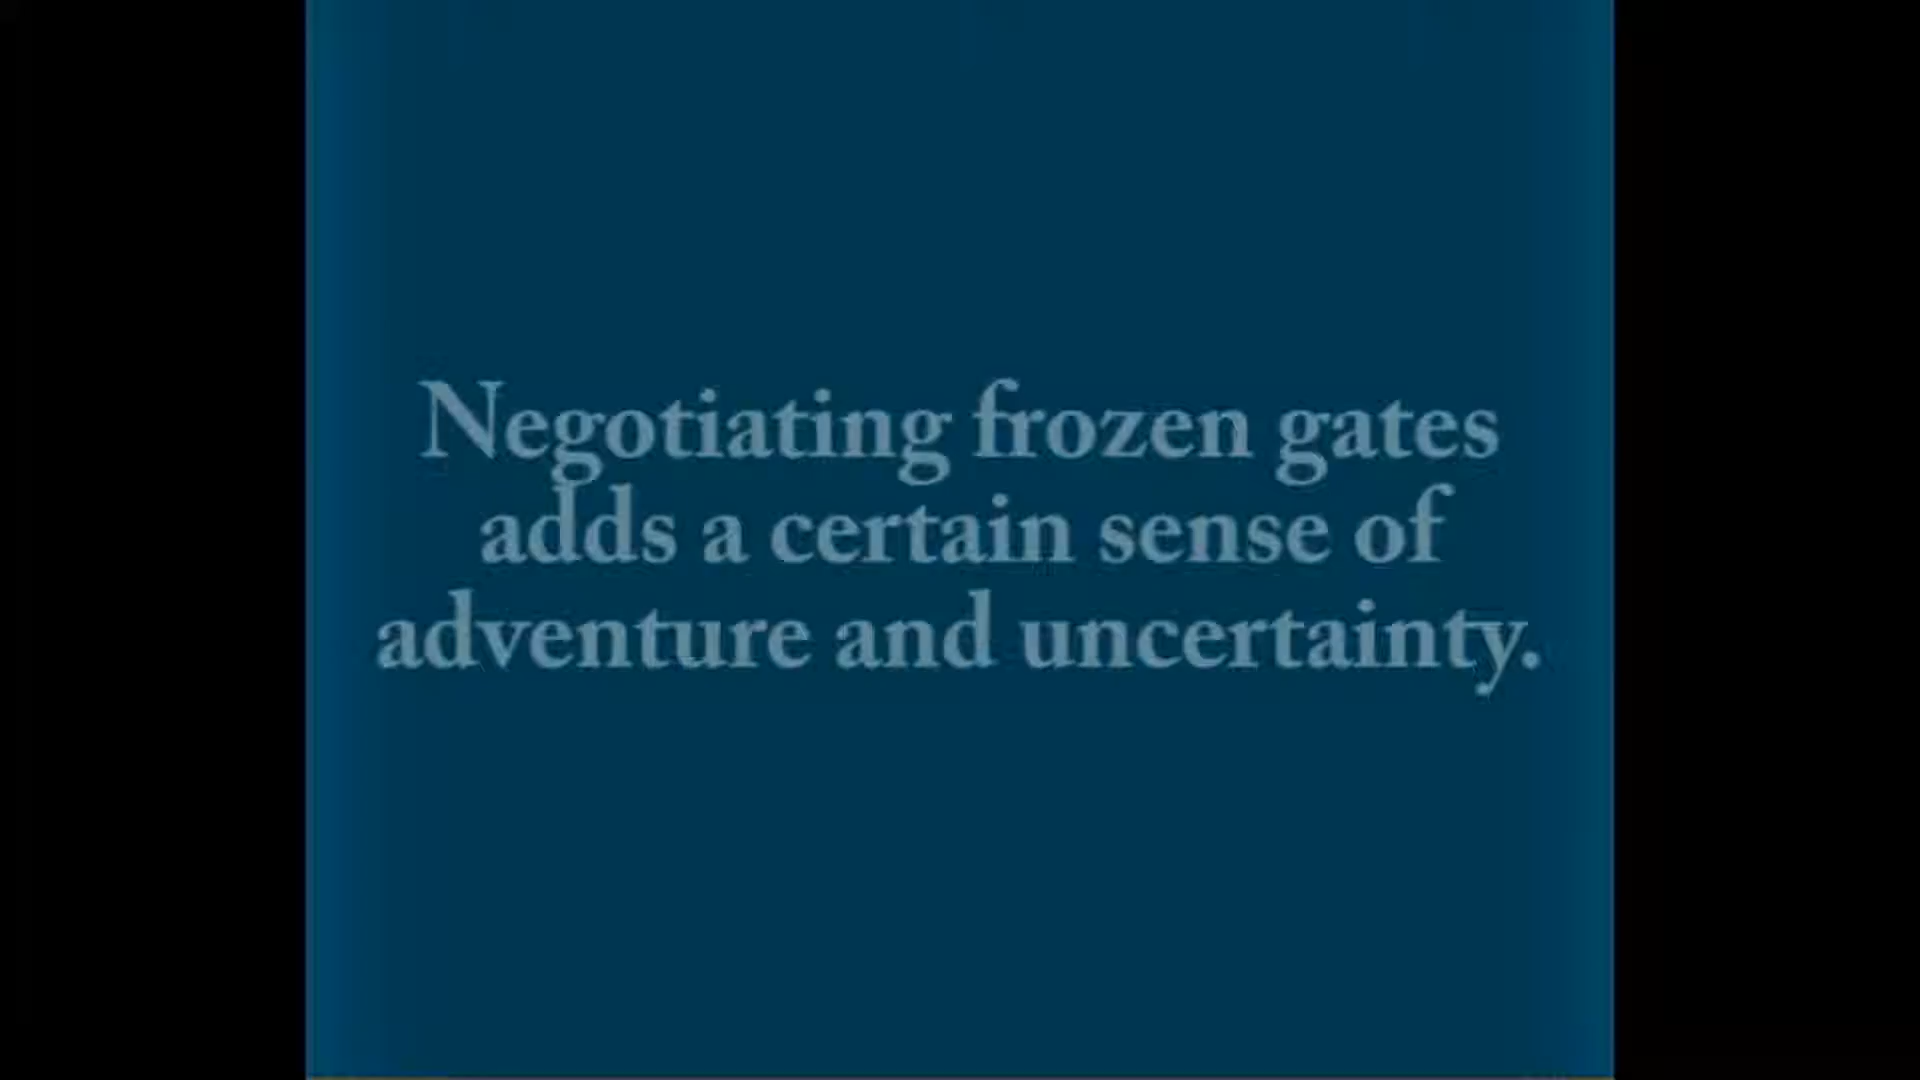 Negotiating frozen gates
adds a certain sense of
adventure and uncertainty.